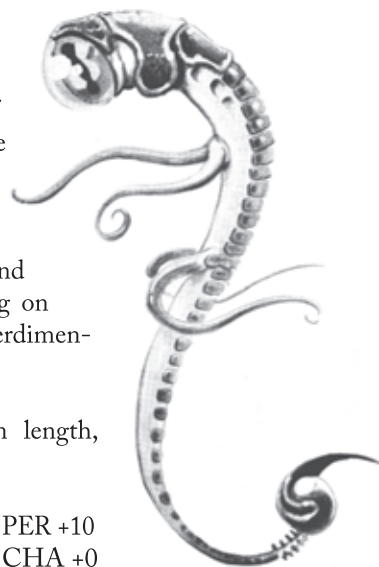 e
nd
g on
erdimen-
n length,
PER +10
CHA +0